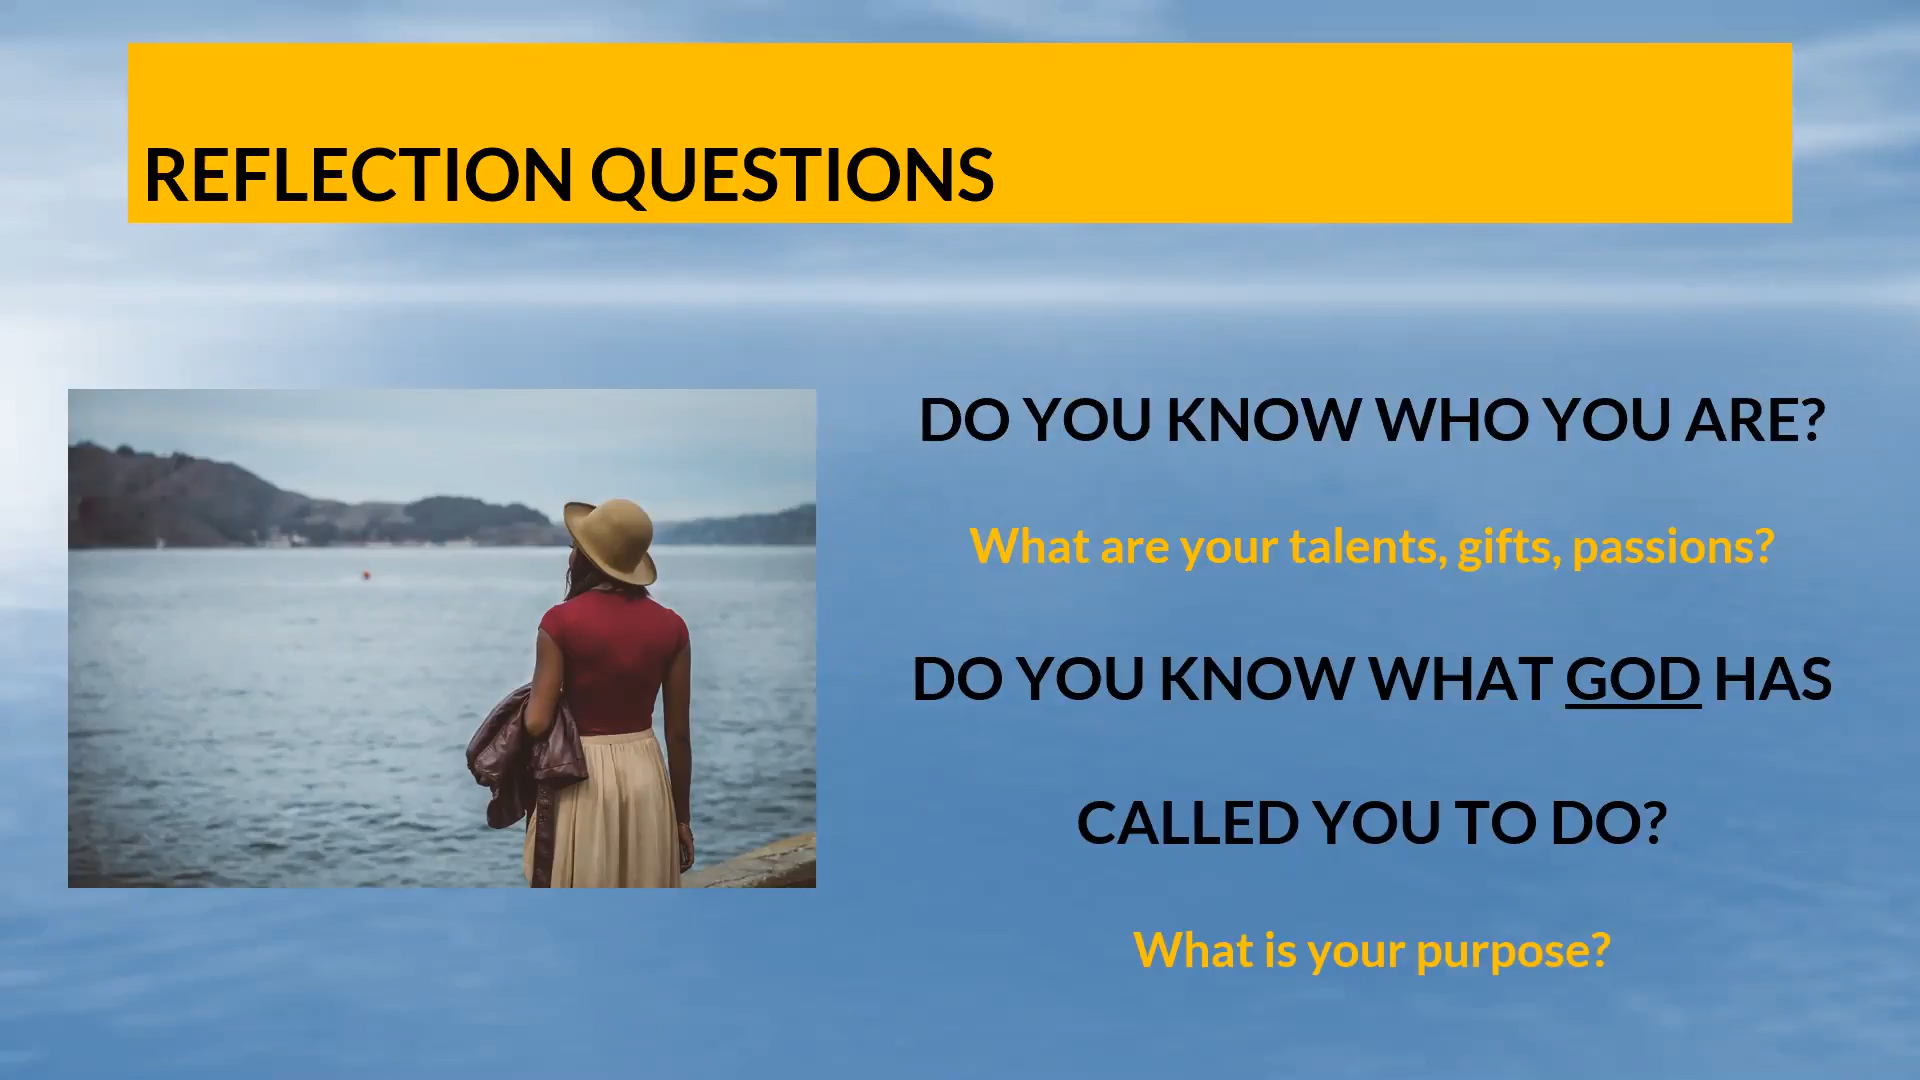 REFLECTION QUESTIONS
DO YOU KNOW WHO YOU ARE?
What are your talents, gifts, passions?
DO YOU KNOW WHAT GOD HAS
CALLED YOU TO DO?
What is your purpose?